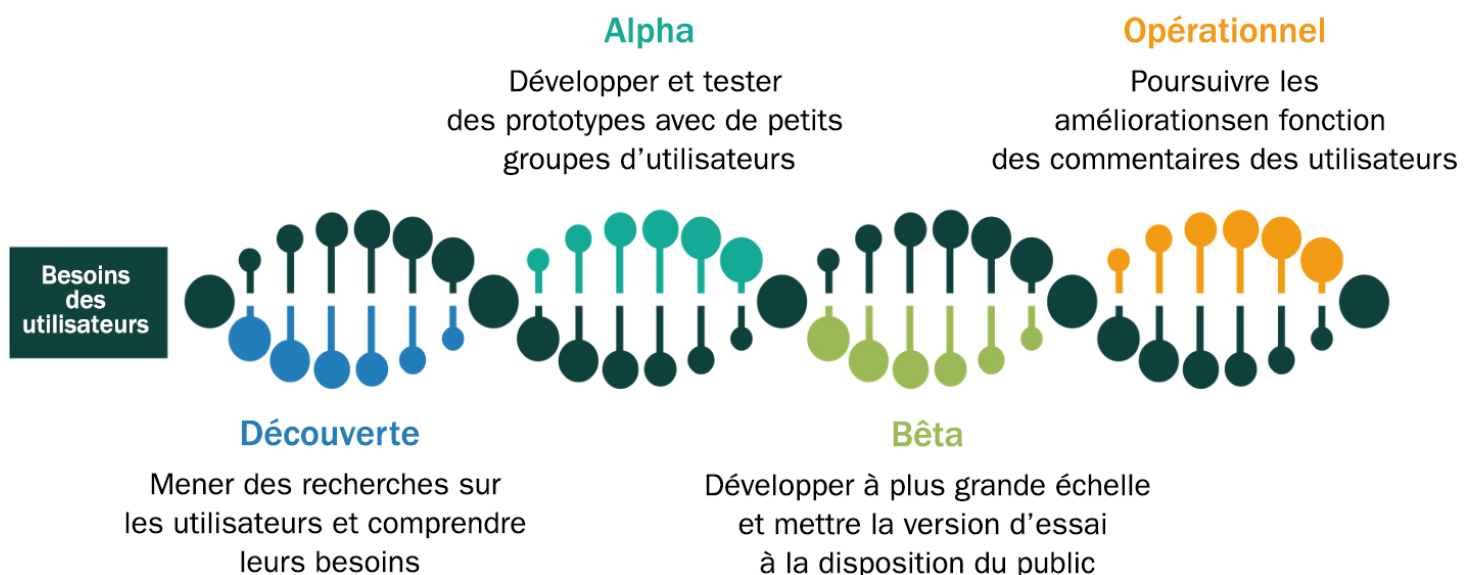 Alpha
Développer et tester
des prototypes avec de petits
groupes d’utilisateurs
Opérationnel
Poursuivre les
améliorationsen fonction
des commentaires des utilisateurs
Besoins
des
utilisateurs
Découverte
Mener des recherches sur
les utilisateurs et comprendre
leurs besoins
Bêta
Développer à plus grande échelle
et mettre la version d’essai
à la disposition du public